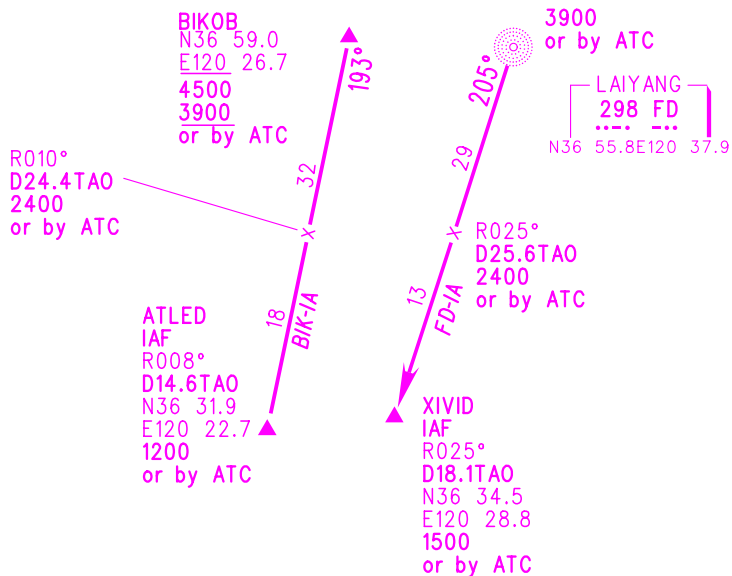 BIKOB
N36 59.0
E120 26.7
4500
3900
or by ATC
193°
3900
or by ATC
205°
LAIYANG
298 FD
N36 55.8E120 37.9
R010°
D24.4TAO
2400
or by ATC
32
29
R025°
D25.6TAO
2400
or by ATC
18
BIK-IA
13
FD-IA
ATLED
IAF
R008°
D14.6TAO
N36 31.9
E120 22.7
1200
or by ATC
XIVID
IAF
R025°
D18.1TAO
N36 34.5
E120 28.8
1500
or by ATC